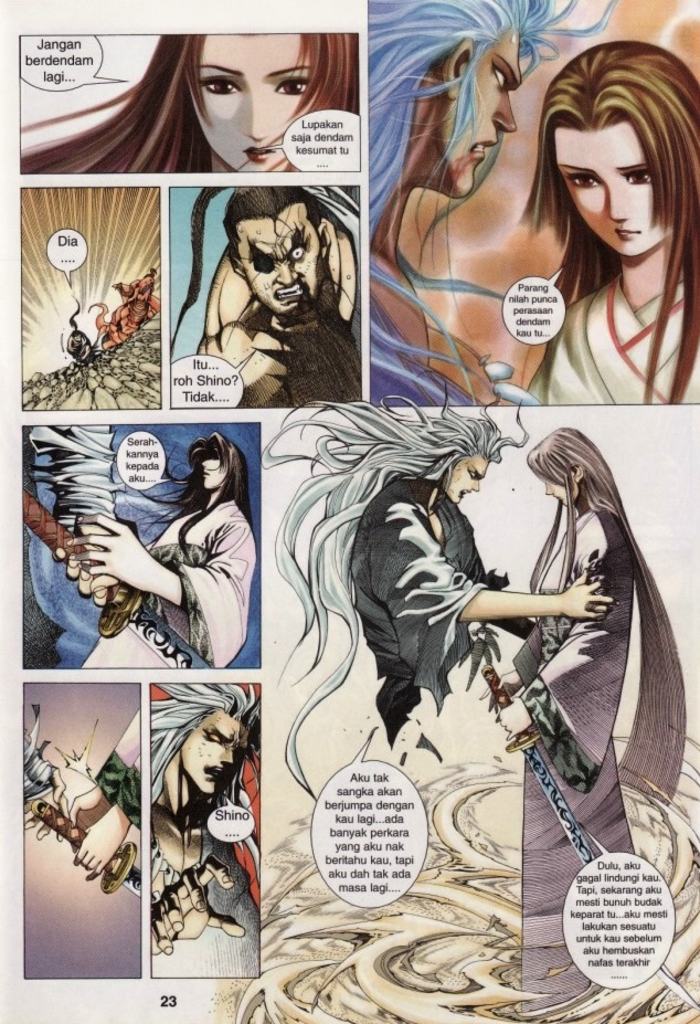 Jangan
berdendam
lagi...
Lupakan
saja dendam
kesumat tu
....
Parang
nilah punca
perasaan
dendam
kau tu...
Dia
....
Itu...
roh Shino?
Tidak....
Serah-
kannya
kepada
aku....
Shino
....
Aku tak
sangka akan
berjumpa dengan
kau lagi...ada
banyak perkara
yang aku nak
beritahu kau, tapi
aku dah tak ada
masa lagi....
Dulu, aku
gagal lindungi kau.
Tapi, sekarang aku
mesti bunuh budak
keparat tu...aku mesti
lakukan sesuatu
untuk kau sebelum
aku hembuskan
nafas terakhir
......
23